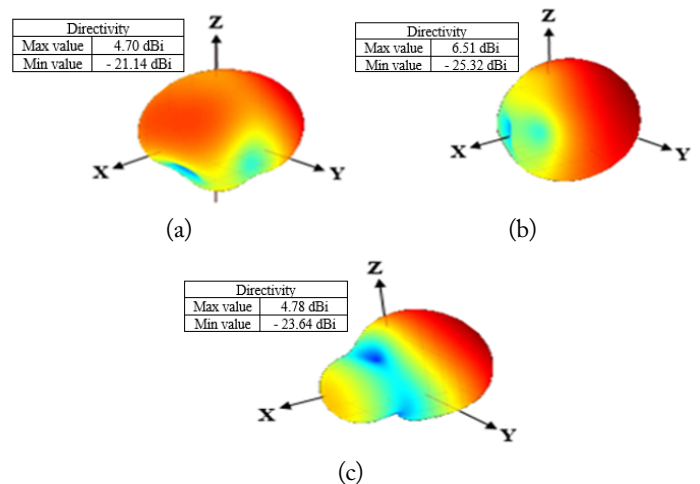 Directivity
Max value 4.70 dBi
Min value - 21.14 dBi
Z
X
Y
(a)
Directivity
Max value 6.51 dBi
Min value - 25.32 dBi
Z
X
Y
(b)
Directivity
Max value 4.78 dBi
Min value - 23.64 dBi
Z
X
Y
(c)